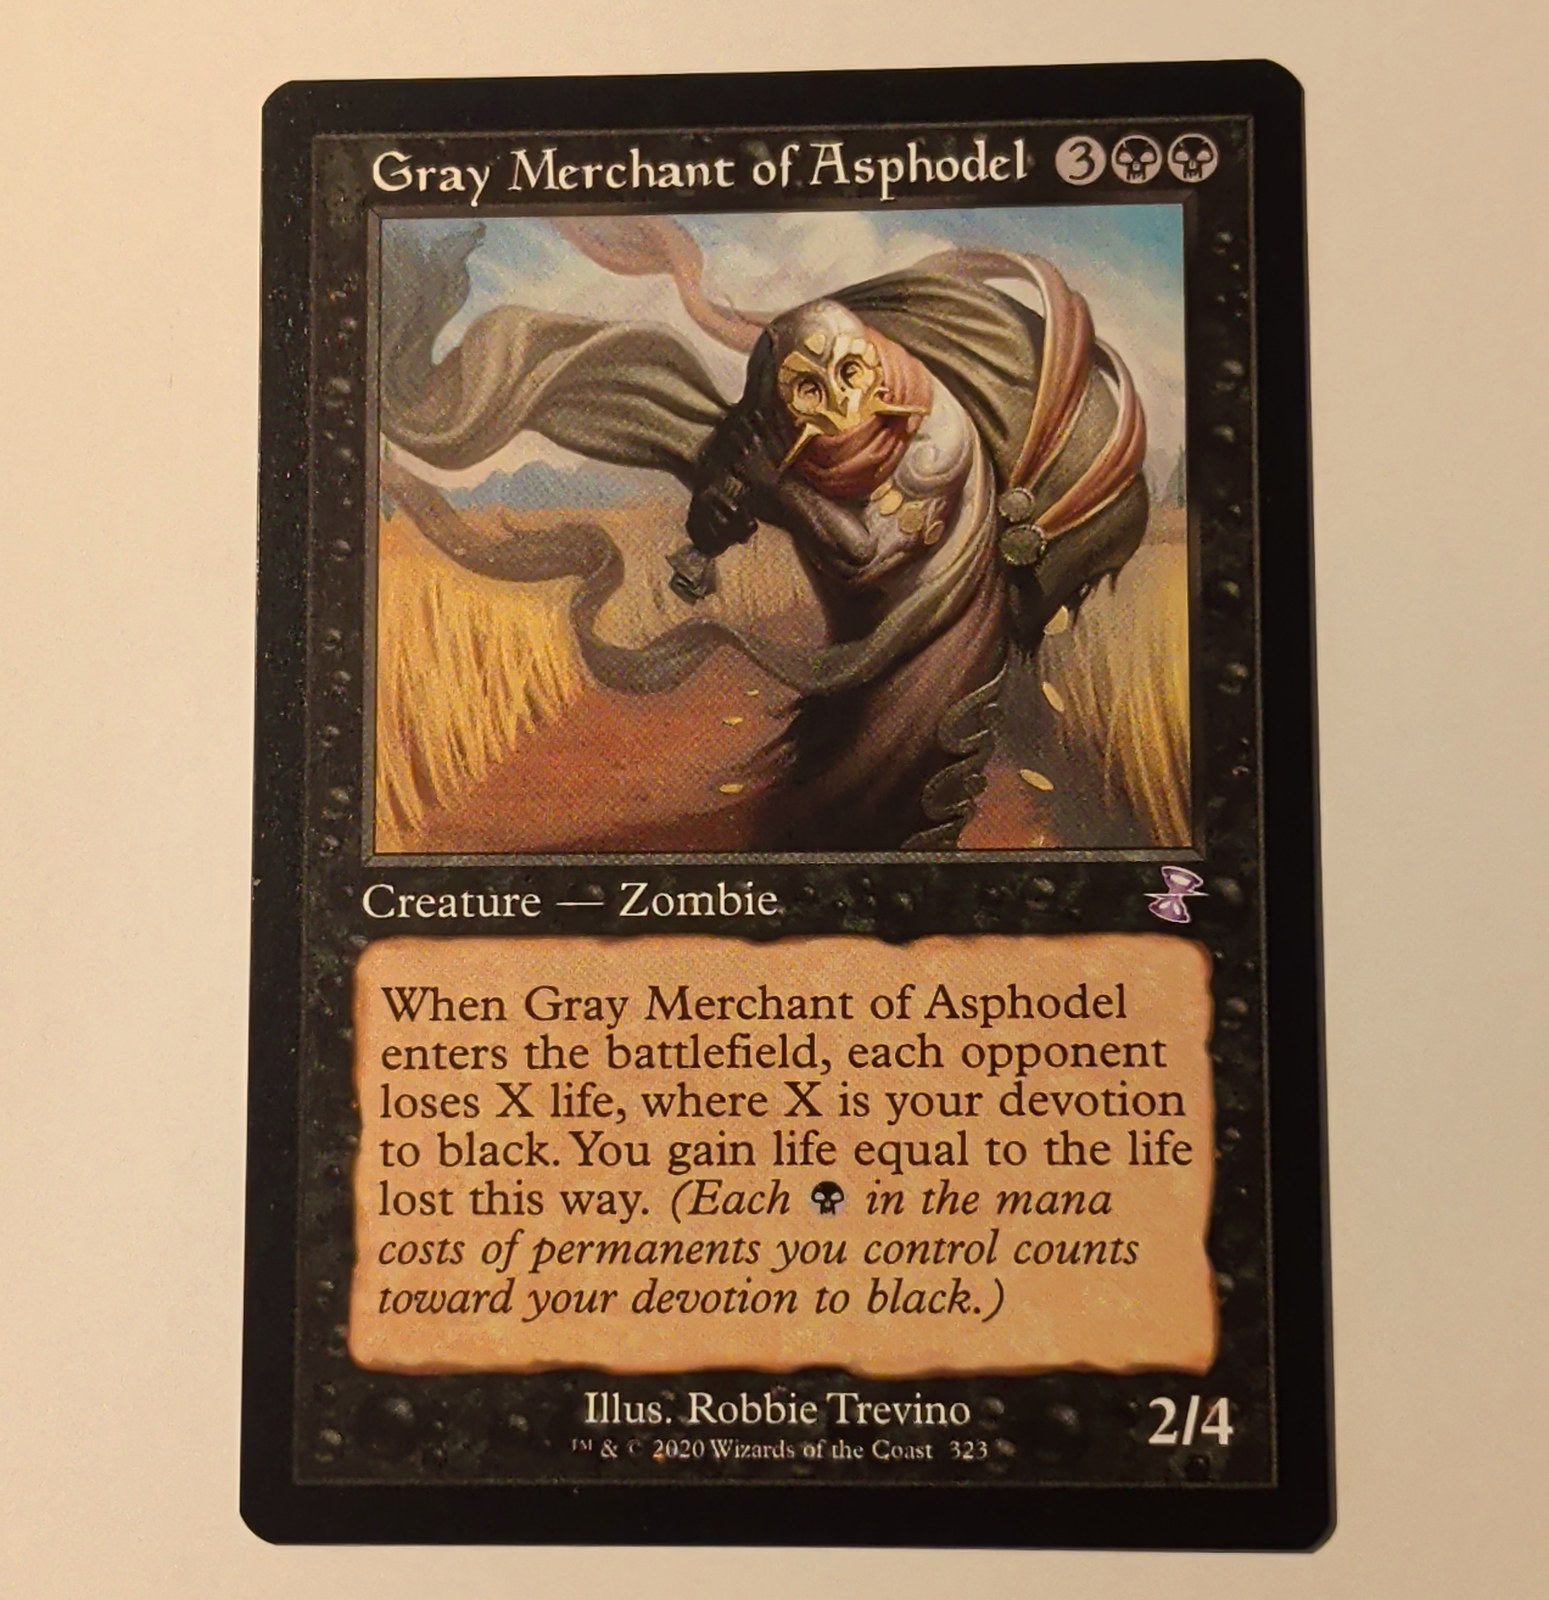 Gray Merchant of Asphodel 3
Creature — Zombie
When Gray Merchant of Asphodel
enters the battlefield, each opponent
loses X life, where X is your devotion
to black. You gain life equal to the life
lost this way. (Each in the mana
costs of permanents you control counts
toward your devotion to black.)
Illus. Robbie Trevino
2/4
™ & © 2020 Wizards of the Coast 323